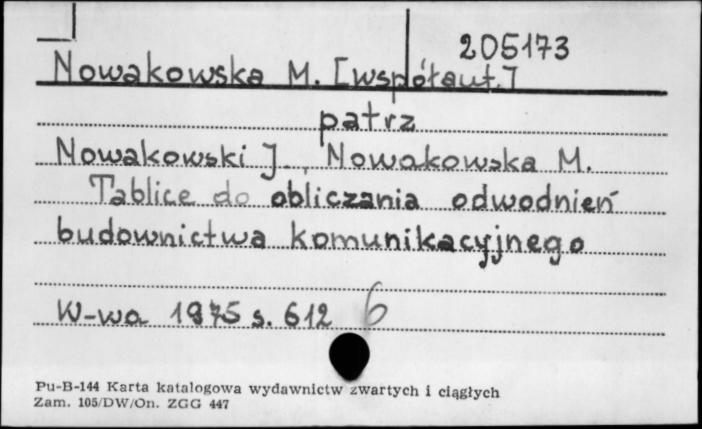 205173
Nowakowska M. [współaut.]
patrz
Nowakowski J., Nowakowska M.
Tablice do obliczania odwodnień
budownictwa komunikacyjnego
W-wa 1975 s. 612 6
Pu-B-144 Karta katalogowa wydawnictw zwartych i ciągłych
Zam. 105/DW/On. ZGG 447